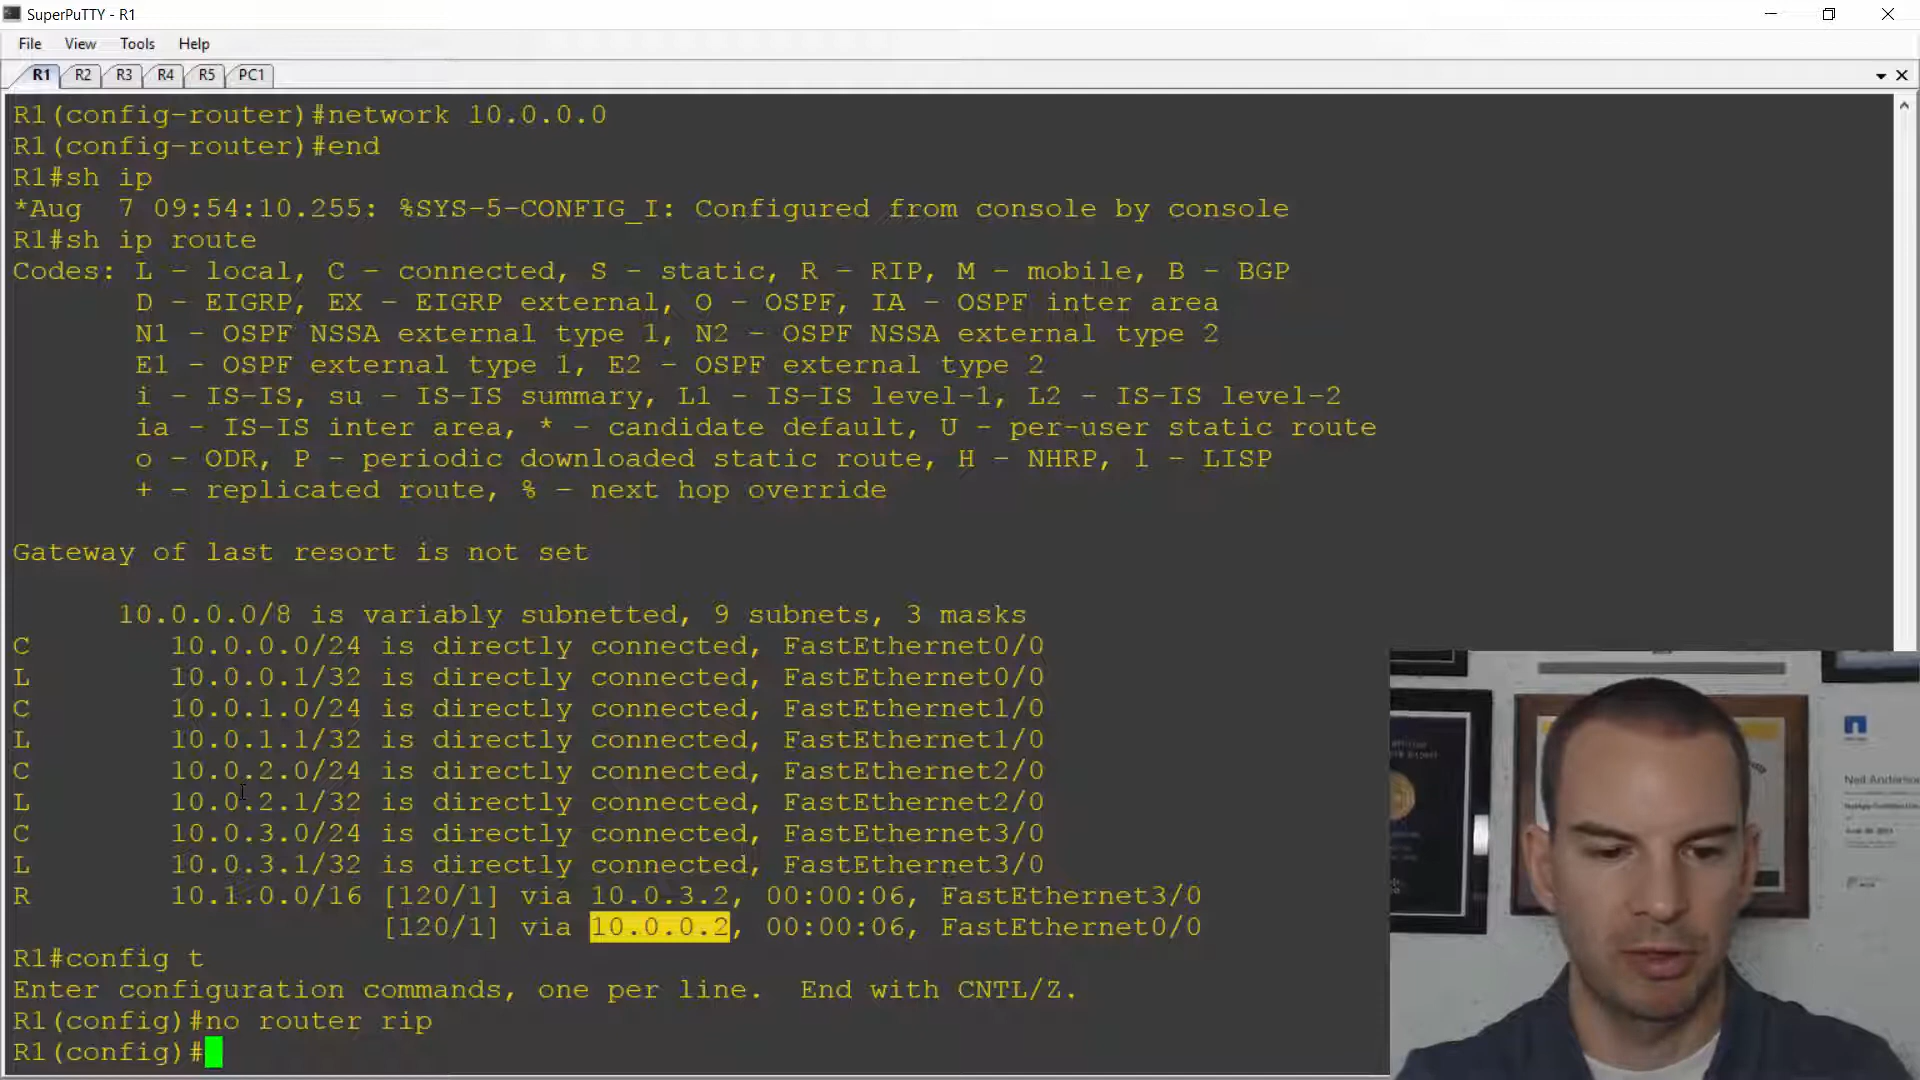 SuperPuTTY - R1
File View Tools Help
R1 R2 R3 R4 R5 PC1
R1(config-router)#network 10.0.0.0
R1(config-router)#end
R1#sh ip
*Aug  7 09:54:10.255: %SYS-5-CONFIG_I: Configured from console by console
R1#sh ip route
Codes: L - local, C - connected, S - static, R - RIP, M - mobile, B - BGP
       D - EIGRP, EX - EIGRP external, O - OSPF, IA - OSPF inter area
       N1 - OSPF NSSA external type 1, N2 - OSPF NSSA external type 2
       E1 - OSPF external type 1, E2 - OSPF external type 2
       i - IS-IS, su - IS-IS summary, L1 - IS-IS level-1, L2 - IS-IS level-2
       ia - IS-IS inter area, * - candidate default, U - per-user static route
       o - ODR, P - periodic downloaded static route, H - NHRP, l - LISP
       + - replicated route, % - next hop override
Gateway of last resort is not set
      10.0.0.0/8 is variably subnetted, 9 subnets, 3 masks
C        10.0.0.0/24 is directly connected, FastEthernet0/0
L        10.0.0.1/32 is directly connected, FastEthernet0/0
C        10.0.1.0/24 is directly connected, FastEthernet1/0
L        10.0.1.1/32 is directly connected, FastEthernet1/0
C        10.0.2.0/24 is directly connected, FastEthernet2/0
L        10.0.2.1/32 is directly connected, FastEthernet2/0
C        10.0.3.0/24 is directly connected, FastEthernet3/0
L        10.0.3.1/32 is directly connected, FastEthernet3/0
R        10.1.0.0/16 [120/1] via 10.0.3.2, 00:00:06, FastEthernet3/0
                     [120/1] via 10.0.0.2, 00:00:06, FastEthernet0/0
R1#config t
Enter configuration commands, one per line.  End with CNTL/Z.
R1(config)#no router rip
R1(config)#